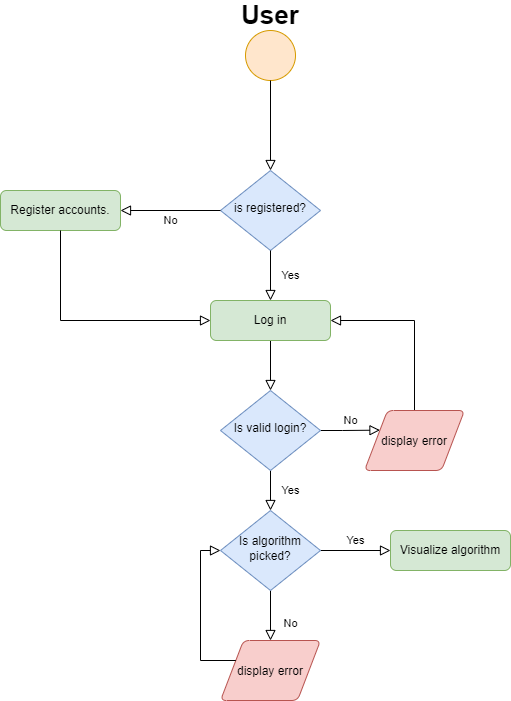 User
is registered?
Register accounts.
No
Yes
Log in
Is valid login?
No
display error
Yes
Is algorithm
picked?
Yes
Visualize algorithm
No
display error